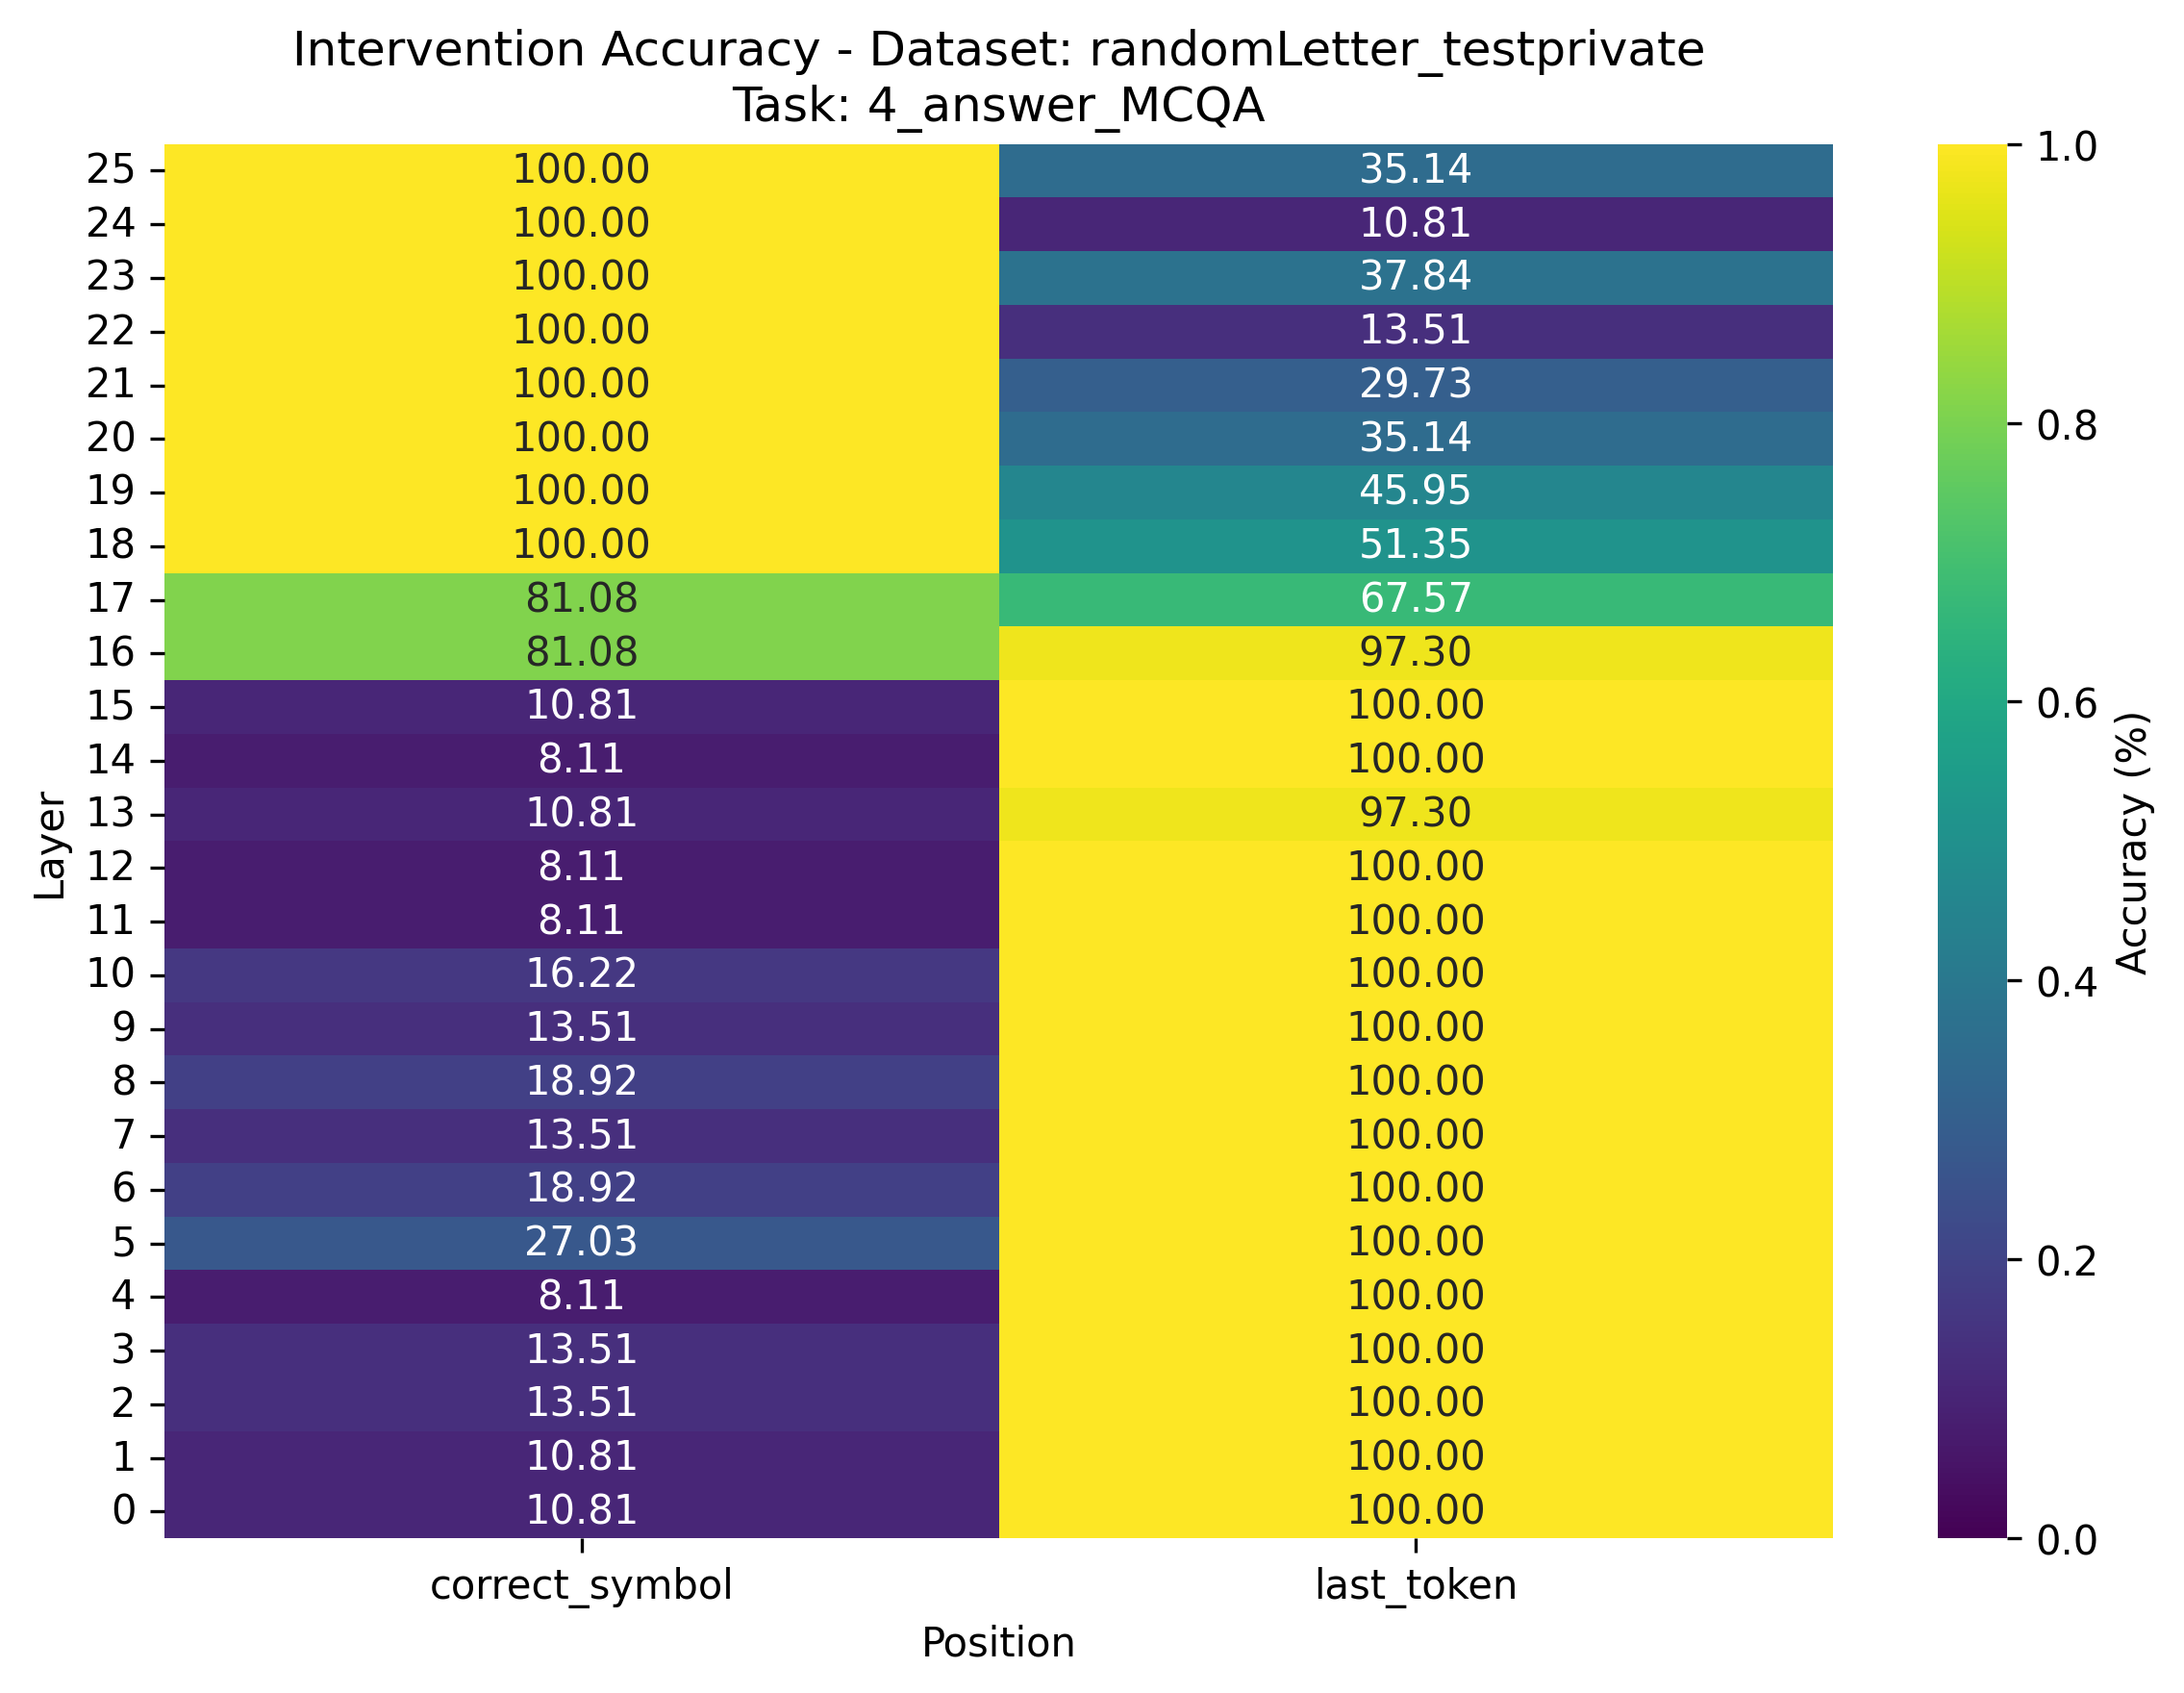 Intervention Accuracy - Dataset: randomLetter_testprivate
Task: 4_answer_MCQA
25 100.00 35.14
24 100.00 10.81
23 100.00 37.84
22 100.00 13.51
21 100.00 29.73
20 100.00 35.14
19 100.00 45.95
18 100.00 51.35
17 81.08 67.57
16 81.08 97.30
15 10.81 100.00
14 8.11 100.00
13 10.81 97.30
12 8.11 100.00
11 8.11 100.00
10 16.22 100.00
9 13.51 100.00
8 18.92 100.00
7 13.51 100.00
6 18.92 100.00
5 27.03 100.00
4 8.11 100.00
3 13.51 100.00
2 13.51 100.00
1 10.81 100.00
0 10.81 100.00
Layer
correct_symbol last_token
Position
1.0
0.8
0.6
0.4
0.2
0.0
Accuracy (%)